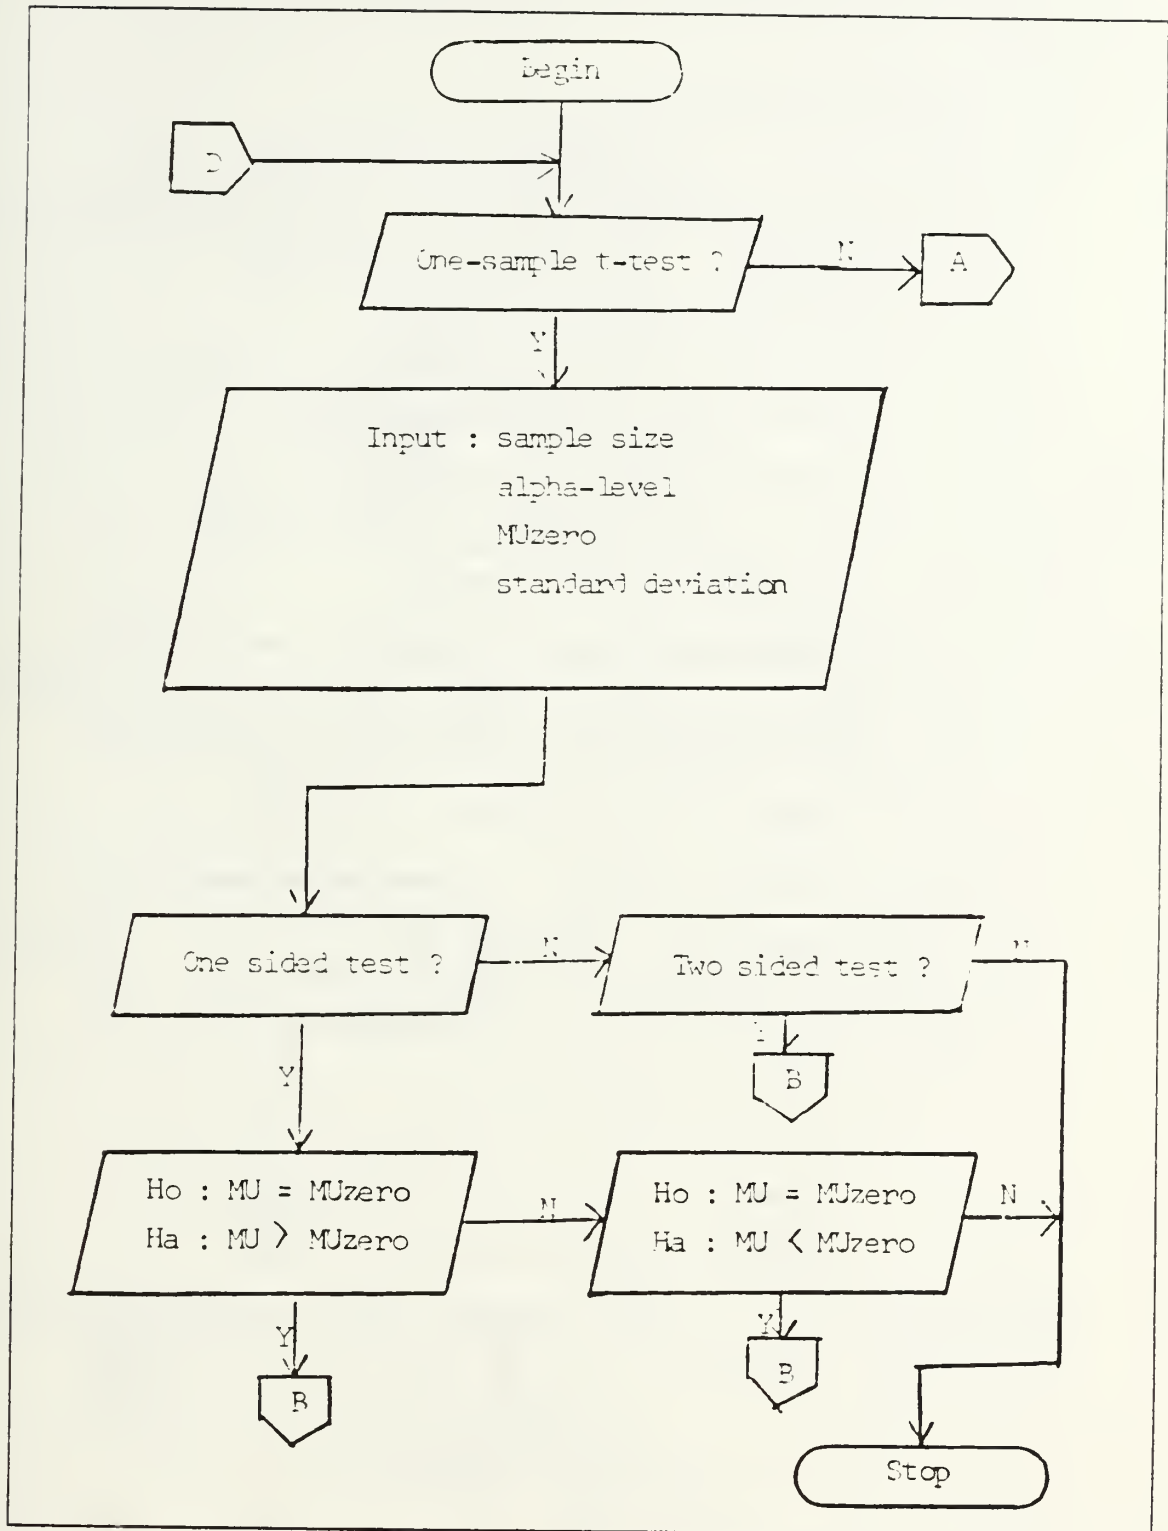 Begin
D
One-sample t-test ?
N
A
Y
Input : sample size
alpha-level
MUzero
standard deviation
One sided test ?
N
Two sided test ?
N
Y
B
Y
Ho : MU = MUzero
Ha : MU > MUzero
N
Ho : MU = MUzero
Ha : MU < MUzero
N
Y
B
Y
B
Stop